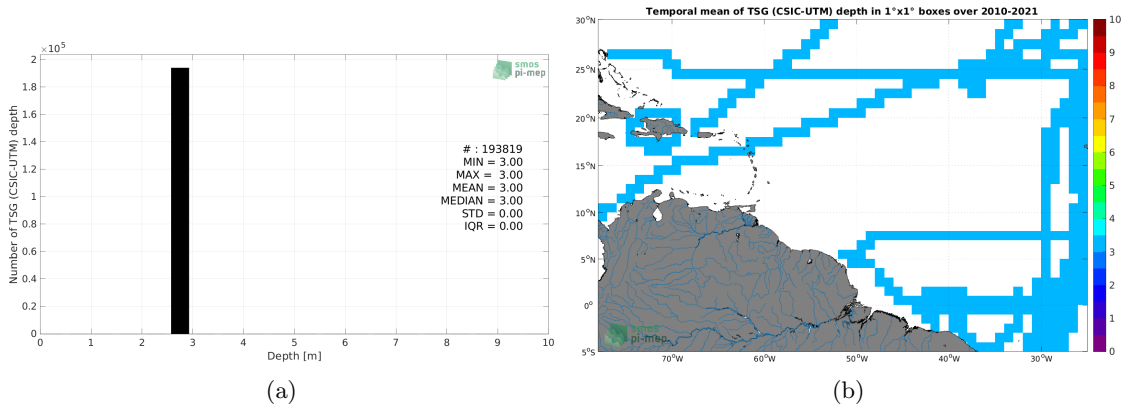 ×10⁵
2
1.8
1.6
1.4
1.2
1
0.8
0.6
0.4
0.2
0
Number of TSG (CSIC-UTM) depth
smos
pi-mep
# : 193819
MIN = 3.00
MAX = 3.00
MEAN = 3.00
MEDIAN = 3.00
STD = 0.00
IQR = 0.00
0 1 2 3 4 5 6 7 8 9 10
Depth [m]
(a)
Temporal mean of TSG (CSIC-UTM) depth in 1°x1° boxes over 2010-2021
30°N
25°N
20°N
15°N
10°N
5°N
0°
5°S
smos
pi-mep
70°W 60°W 50°W 40°W 30°W
10
9
8
7
6
5
4
3
2
1
0
(b)